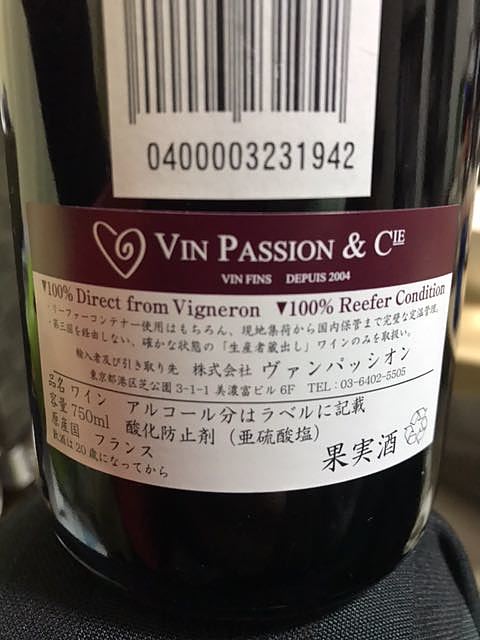 0400003231942
VIN PASSION & CIE
VIN FINS DEPUIS 2004
▼100% Direct from Vigneron ▼100% Reefer Condition
・リーファーコンテナー使用はもちろん、現地集荷から国内保管まで完璧な定温管理。
・第三国を経由しない、確かな状態の「生産者蔵出し」ワインのみを取扱い。
輸入者及び引き取り先 株式会社 ヴァンパッシオン
東京都港区芝公園 3-1-1 美濃富ビル 6F TEL:03-6402-5505
品名 ワイン アルコール分はラベルに記載
容量 750ml 酸化防止剤（亜硫酸塩）
原産国 フランス
飲酒は20歳になってから
果実酒